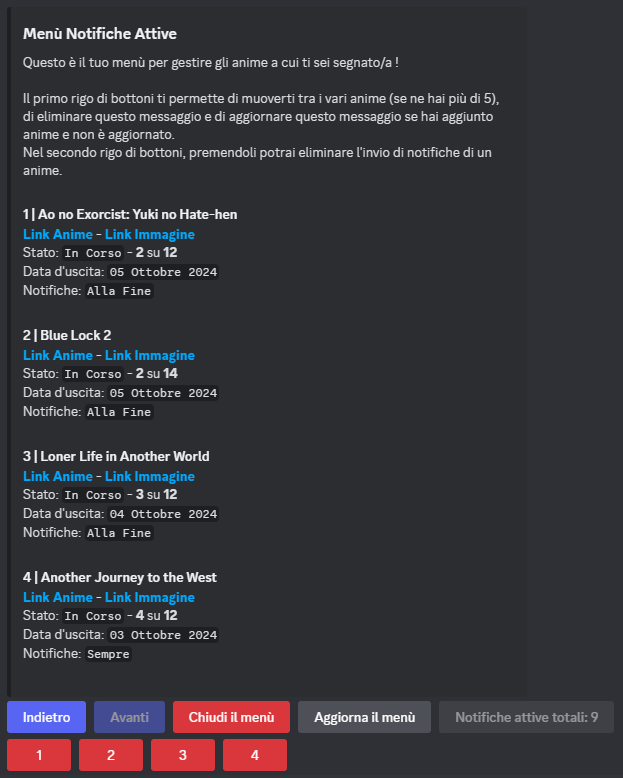 Menù Notifiche Attive
Questo è il tuo menù per gestire gli anime a cui ti sei segnato/a !
Il primo rigo di bottoni ti permette di muoverti tra i vari anime (se ne hai più di 5),
di eliminare questo messaggio e di aggiornare questo messaggio se hai aggiunto
anime e non è aggiornato.
Nel secondo rigo di bottoni, premendoli potrai eliminare l'invio di notifiche di un
anime.
1 | Ao no Exorcist: Yuki no Hate-hen
Link Anime - Link Immagine
Stato: In Corso - 2 su 12
Data d'uscita: 05 Ottobre 2024
Notifiche: Alla Fine
2 | Blue Lock 2
Link Anime - Link Immagine
Stato: In Corso - 2 su 14
Data d'uscita: 05 Ottobre 2024
Notifiche: Alla Fine
3 | Loner Life in Another World
Link Anime - Link Immagine
Stato: In Corso - 3 su 12
Data d'uscita: 04 Ottobre 2024
Notifiche: Alla Fine
4 | Another Journey to the West
Link Anime - Link Immagine
Stato: In Corso - 4 su 12
Data d'uscita: 03 Ottobre 2024
Notifiche: Sempre
Indietro Avanti Chiudi il menù Aggiorna il menù Notifiche attive totali: 9
1 2 3 4